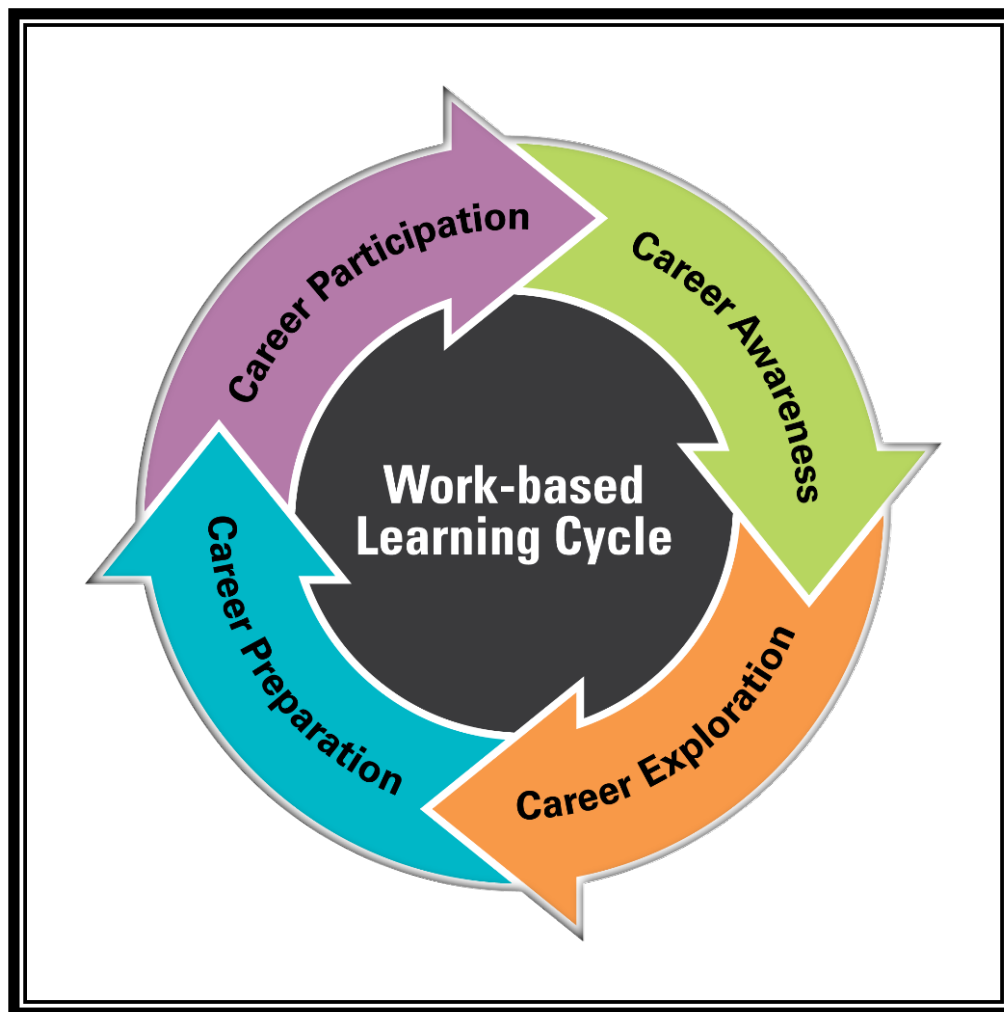 Career Participation
Career Awareness
Work-based
Learning Cycle
Career Preparation
Career Exploration